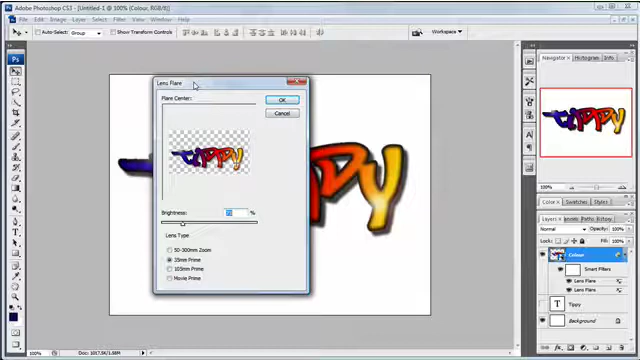 Adobe Photoshop CS3 - [Untitled-1 @ 100% (Colour, RGB/8)]
File Edit Image Layer Select Filter View Window Help
Auto-Select: Group Show Transform Controls Workspace
Lens Flare
Flare Center:
OK
Cancel
Tippy
Brightness: %
Lens Type
50-300mm Zoom
35mm Prime
105mm Prime
Movie Prime
Tippy
Navigator Histogram Info
Tippy
100%
Color Swatches Styles
Layers Channels Paths History
Normal Opacity: 100%
Lock: Fill: 100%
Colour
Smart Filters
Lens Flare
Lens Flare
T Tippy
Background
100%